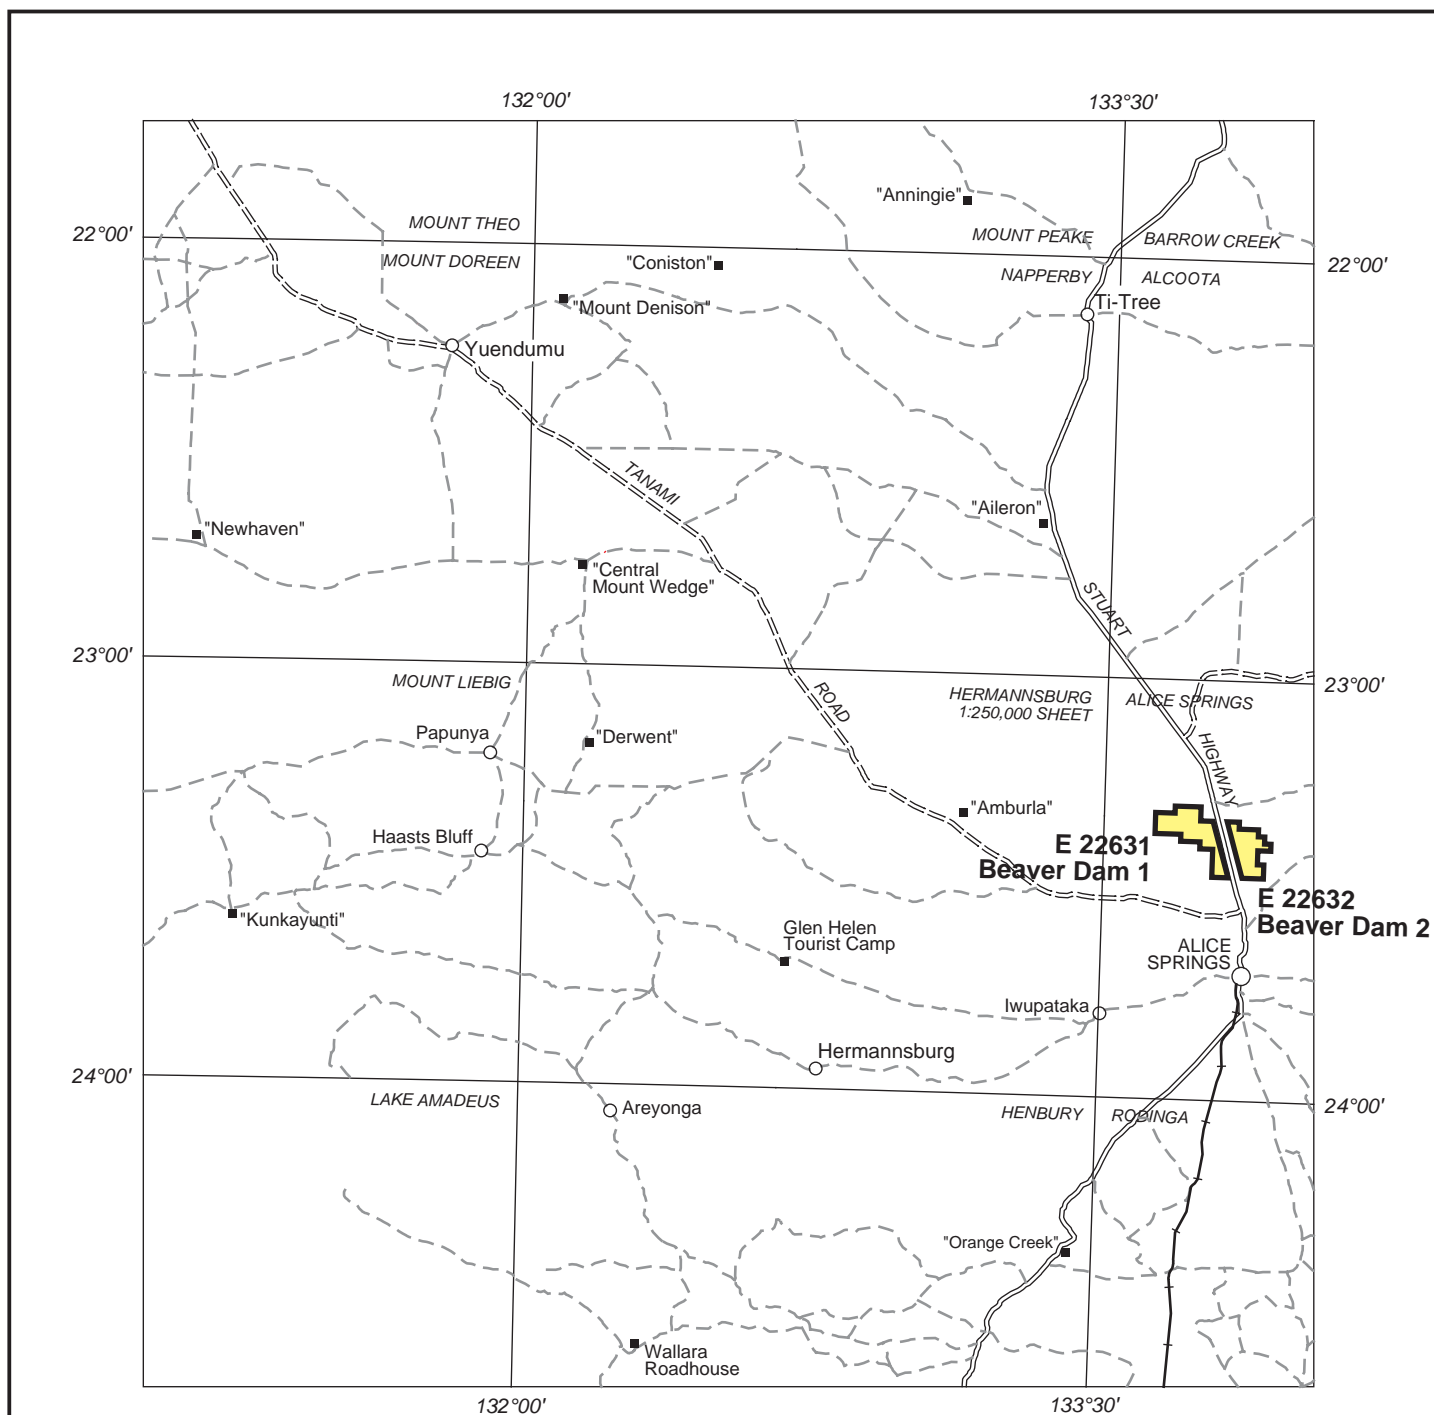 132°00'
133°30'
"Anningie"
MOUNT THEO
MOUNT PEAKE
BARROW CREEK
22°00'
MOUNT DOREEN
"Coniston"
NAPPERBY
ALCOOTA
22°00'
"Mount Denison"
Ti-Tree
Yuendumu
TANAMI
"Aileron"
"Newhaven"
"Central
Mount Wedge"
STUART
23°00'
MOUNT LIEBIG
ROAD
HERMANNSBURG
1:250,000 SHEET
ALICE SPRINGS
23°00'
Papunya
"Derwent"
HIGHWAY
"Amburla"
Haasts Bluff
E 22631
Beaver Dam 1
E 22632
Beaver Dam 2
"Kunkayunti"
Glen Helen
Tourist Camp
ALICE
SPRINGS
Iwupataka
Hermannsburg
24°00'
LAKE AMADEUS
Areyonga
HENBURY
RODINGA
24°00'
"Orange Creek"
Wallara
Roadhouse
132°00'
133°30'